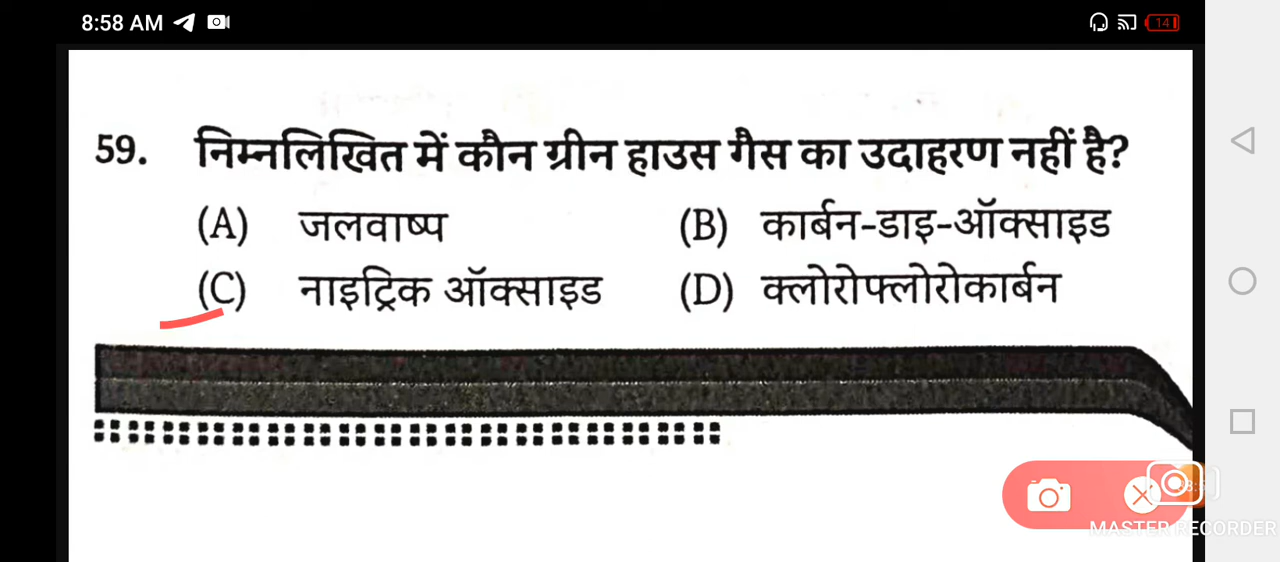 8:58 AM
14
59. निम्नलिखित में कौन ग्रीन हाउस गैस का उदाहरण नहीं है?
(A) जलवाष्प (B) कार्बन-डाइ-ऑक्साइड
(C) नाइट्रिक ऑक्साइड (D) क्लोरोफ्लोरोकार्बन
MASTER RECORDER